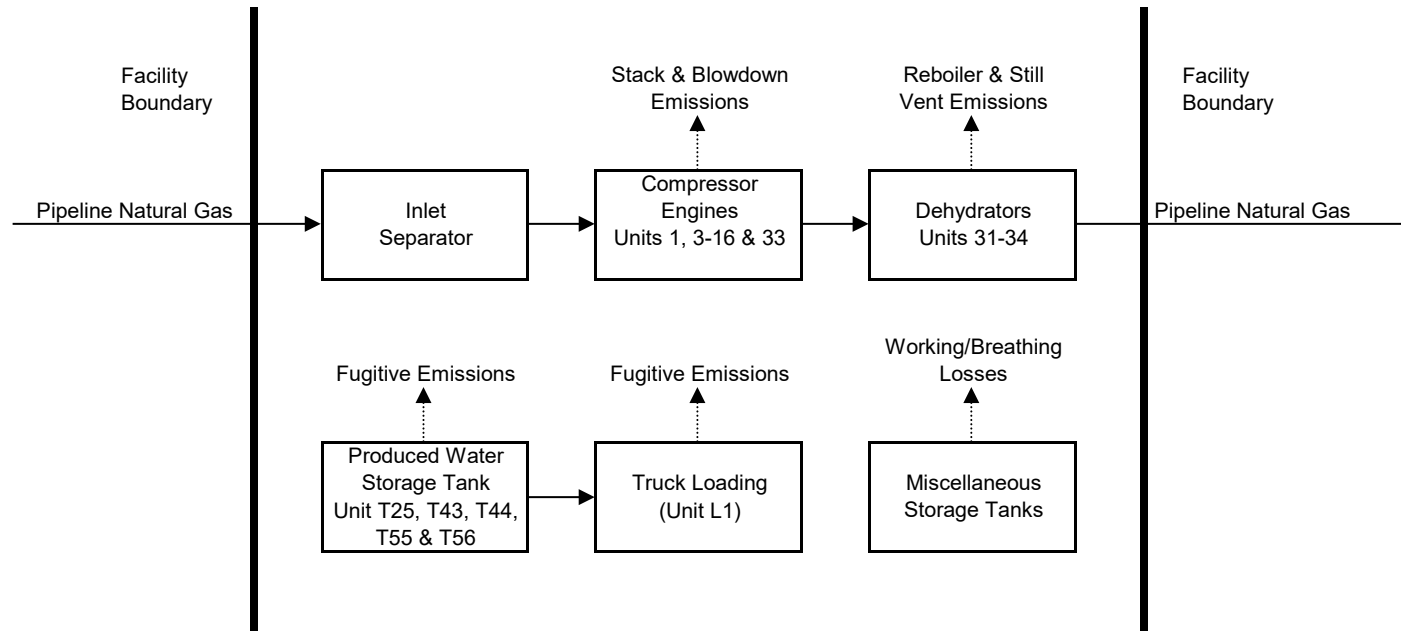 Facility
Boundary
Stack & Blowdown
Emissions
Reboiler & Still
Vent Emissions
Facility
Boundary
Pipeline Natural Gas
Inlet
Separator
Compressor
Engines
Units 1, 3-16 & 33
Dehydrators
Units 31-34
Pipeline Natural Gas
Fugitive Emissions
Fugitive Emissions
Working/Breathing
Losses
Produced Water
Storage Tank
Unit T25, T43, T44,
T55 & T56
Truck Loading
(Unit L1)
Miscellaneous
Storage Tanks